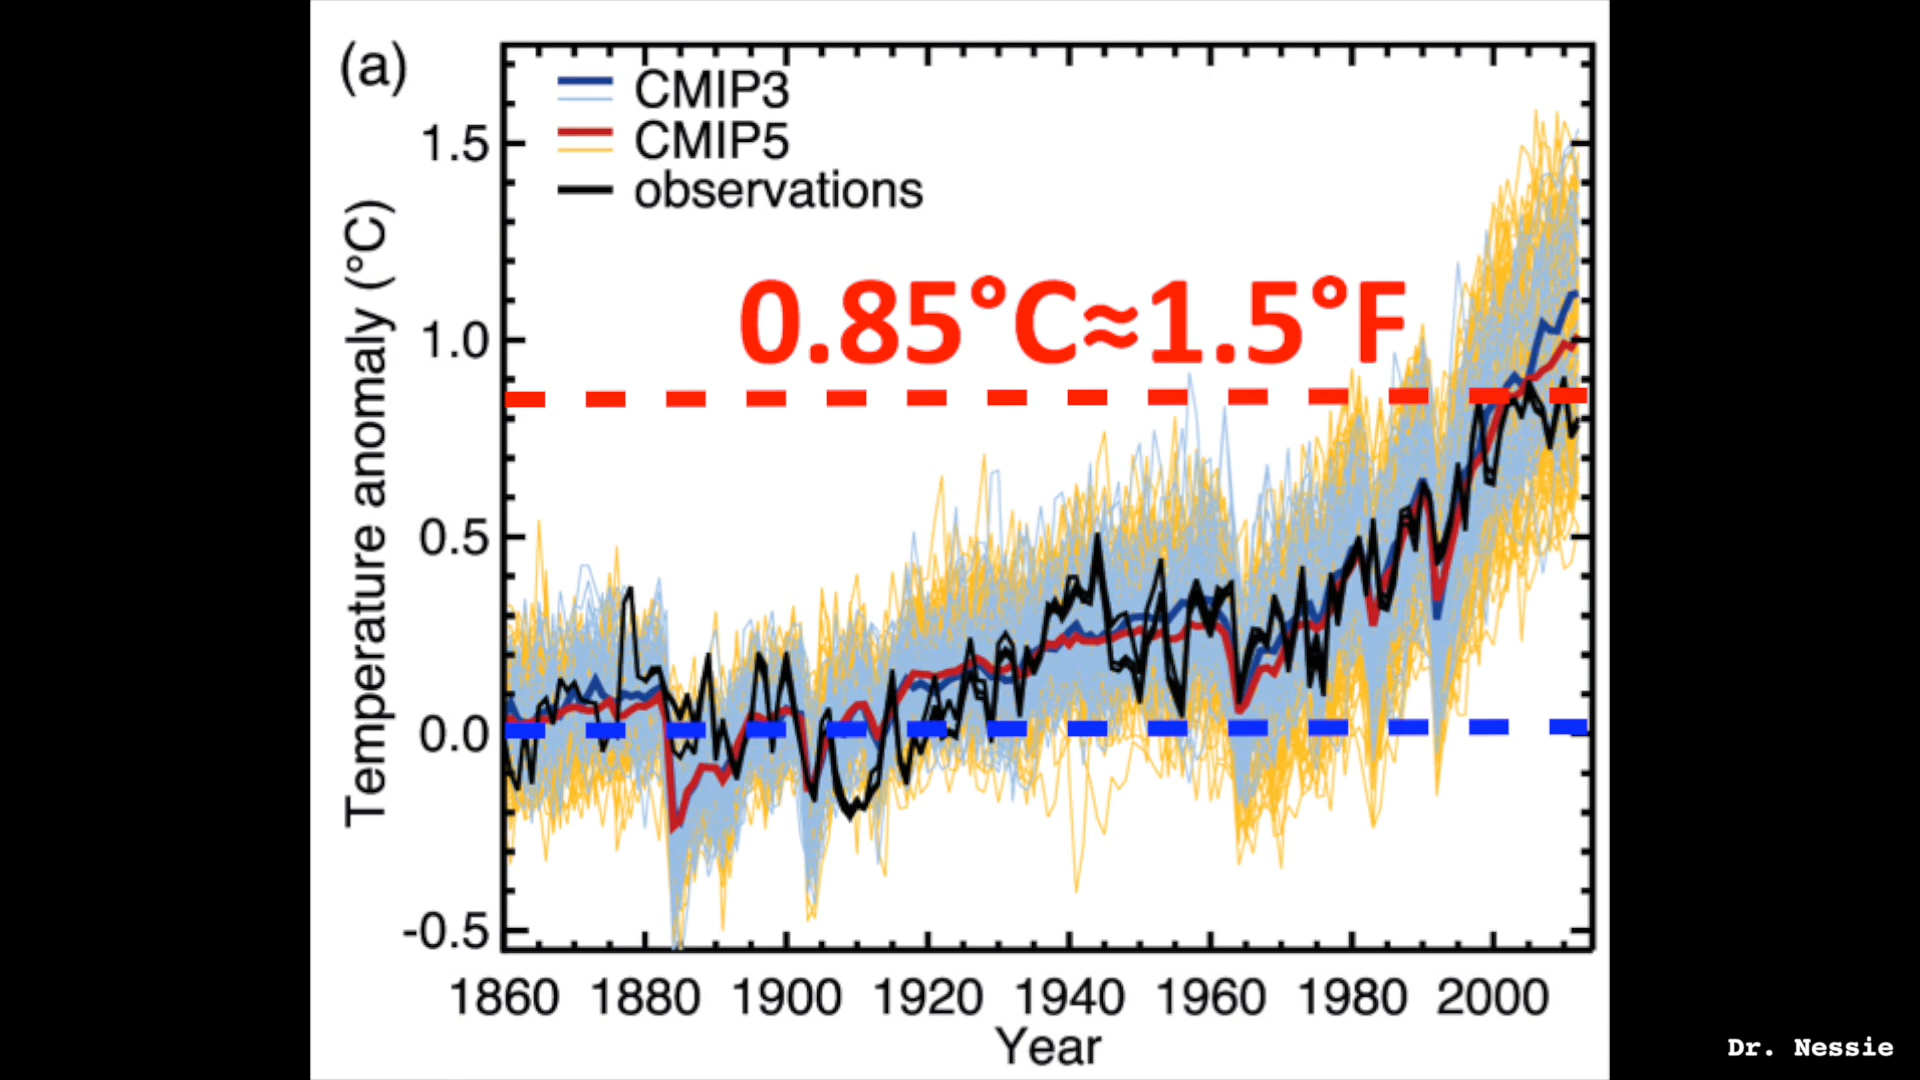 (a)
CMIP3
CMIP5
observations
1.5
1.0
0.5
0.0
-0.5
Temperature anomaly (°C)
0.85°C≈1.5°F
1860 1880 1900 1920 1940 1960 1980 2000
Year
Dr. Nessie